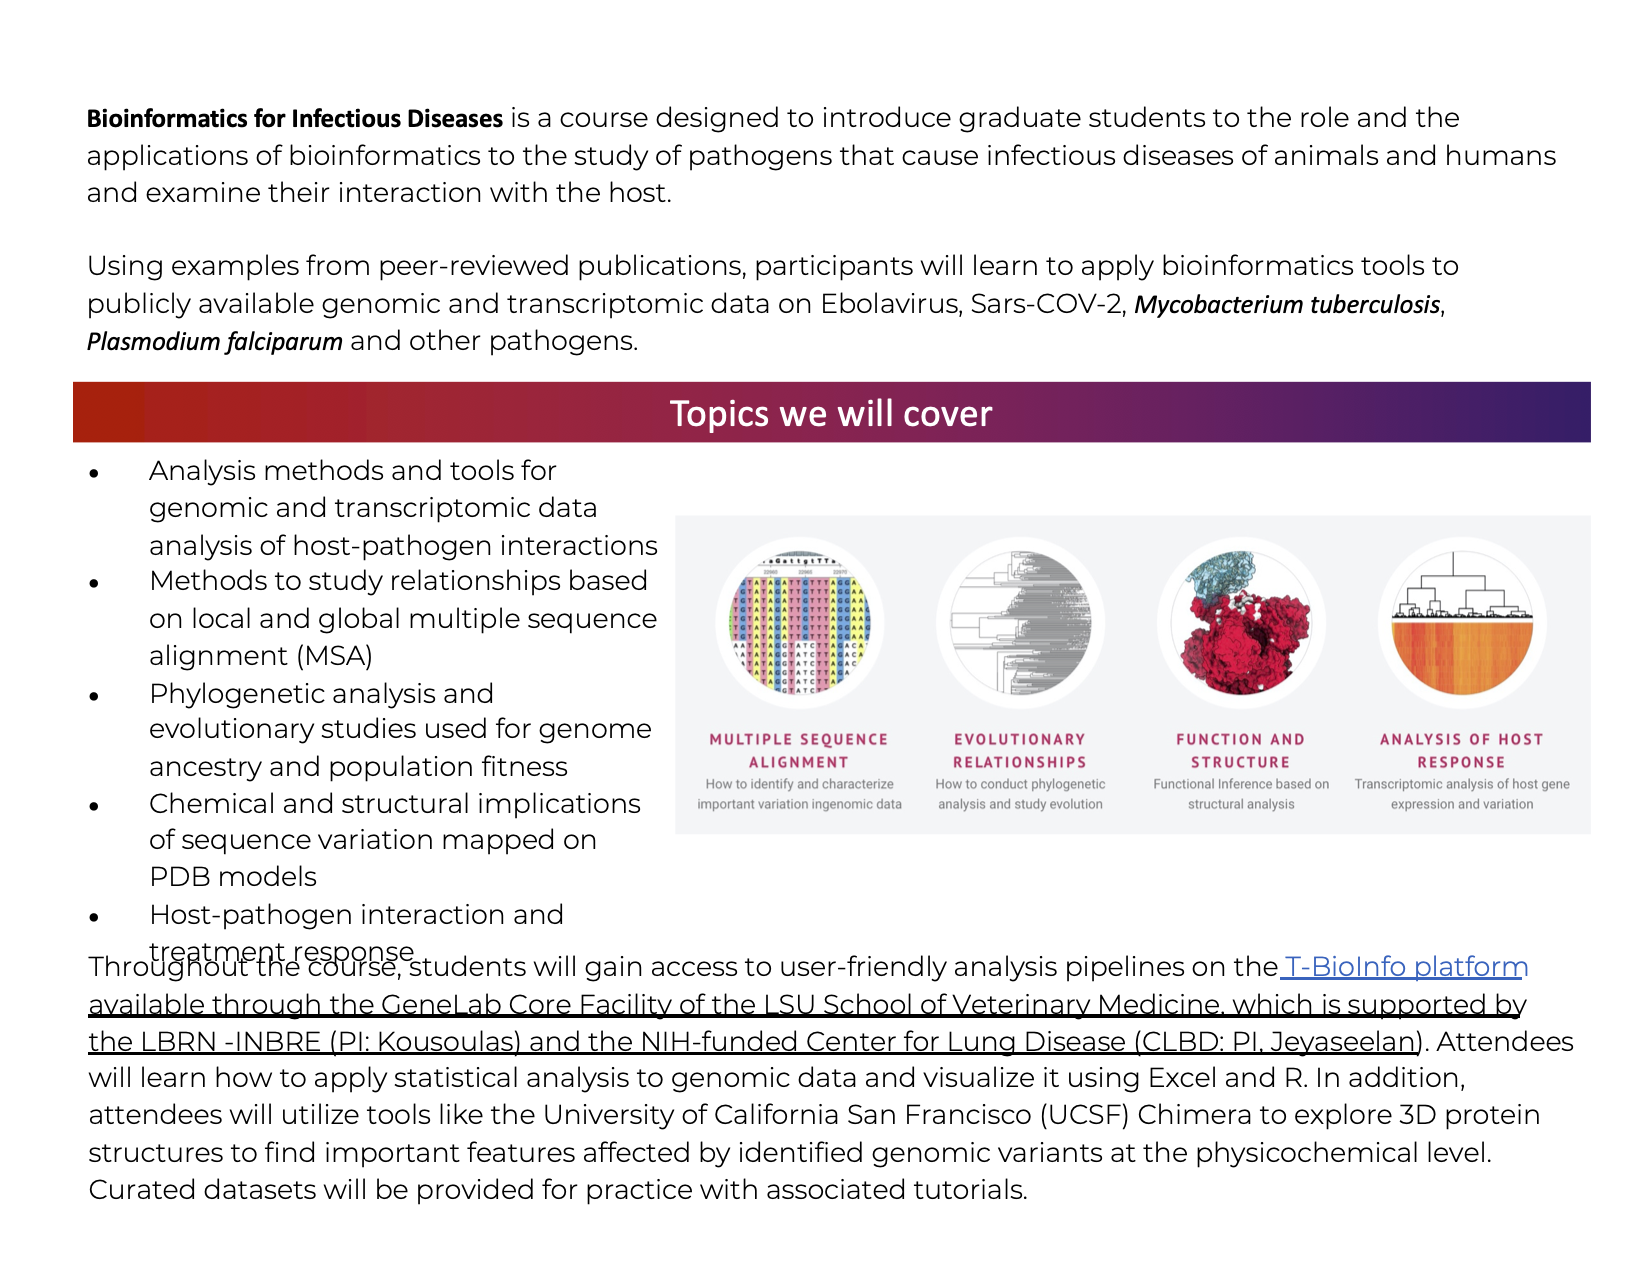 Bioinformatics for Infectious Diseases is a course designed to introduce graduate students to the role and the
applications of bioinformatics to the study of pathogens that cause infectious diseases of animals and humans
and examine their interaction with the host.
Using examples from peer-reviewed publications, participants will learn to apply bioinformatics tools to
publicly available genomic and transcriptomic data on Ebolavirus, Sars-COV-2, Mycobacterium tuberculosis,
Plasmodium falciparum and other pathogens.
Topics we will cover
• Analysis methods and tools for
genomic and transcriptomic data
analysis of host-pathogen interactions
• Methods to study relationships based
on local and global multiple sequence
alignment (MSA)
• Phylogenetic analysis and
evolutionary studies used for genome
ancestry and population fitness
• Chemical and structural implications
of sequence variation mapped on
PDB models
• Host-pathogen interaction and
treatment response
MULTIPLE SEQUENCE
ALIGNMENT
How to identify and characterize
important variation ingenomic data
EVOLUTIONARY
RELATIONSHIPS
How to conduct phylogenetic
analysis and study evolution
FUNCTION AND
STRUCTURE
Functional Inference based on
structural analysis
ANALYSIS OF HOST
RESPONSE
Transcriptomic analysis of host gene
expression and variation
Throughout the course, students will gain access to user-friendly analysis pipelines on the T-BioInfo platform
available through the GeneLab Core Facility of the LSU School of Veterinary Medicine, which is supported by
the LBRN -INBRE (PI: Kousoulas) and the NIH-funded Center for Lung Disease (CLBD: PI, Jeyaseelan). Attendees
will learn how to apply statistical analysis to genomic data and visualize it using Excel and R. In addition,
attendees will utilize tools like the University of California San Francisco (UCSF) Chimera to explore 3D protein
structures to find important features affected by identified genomic variants at the physicochemical level.
Curated datasets will be provided for practice with associated tutorials.